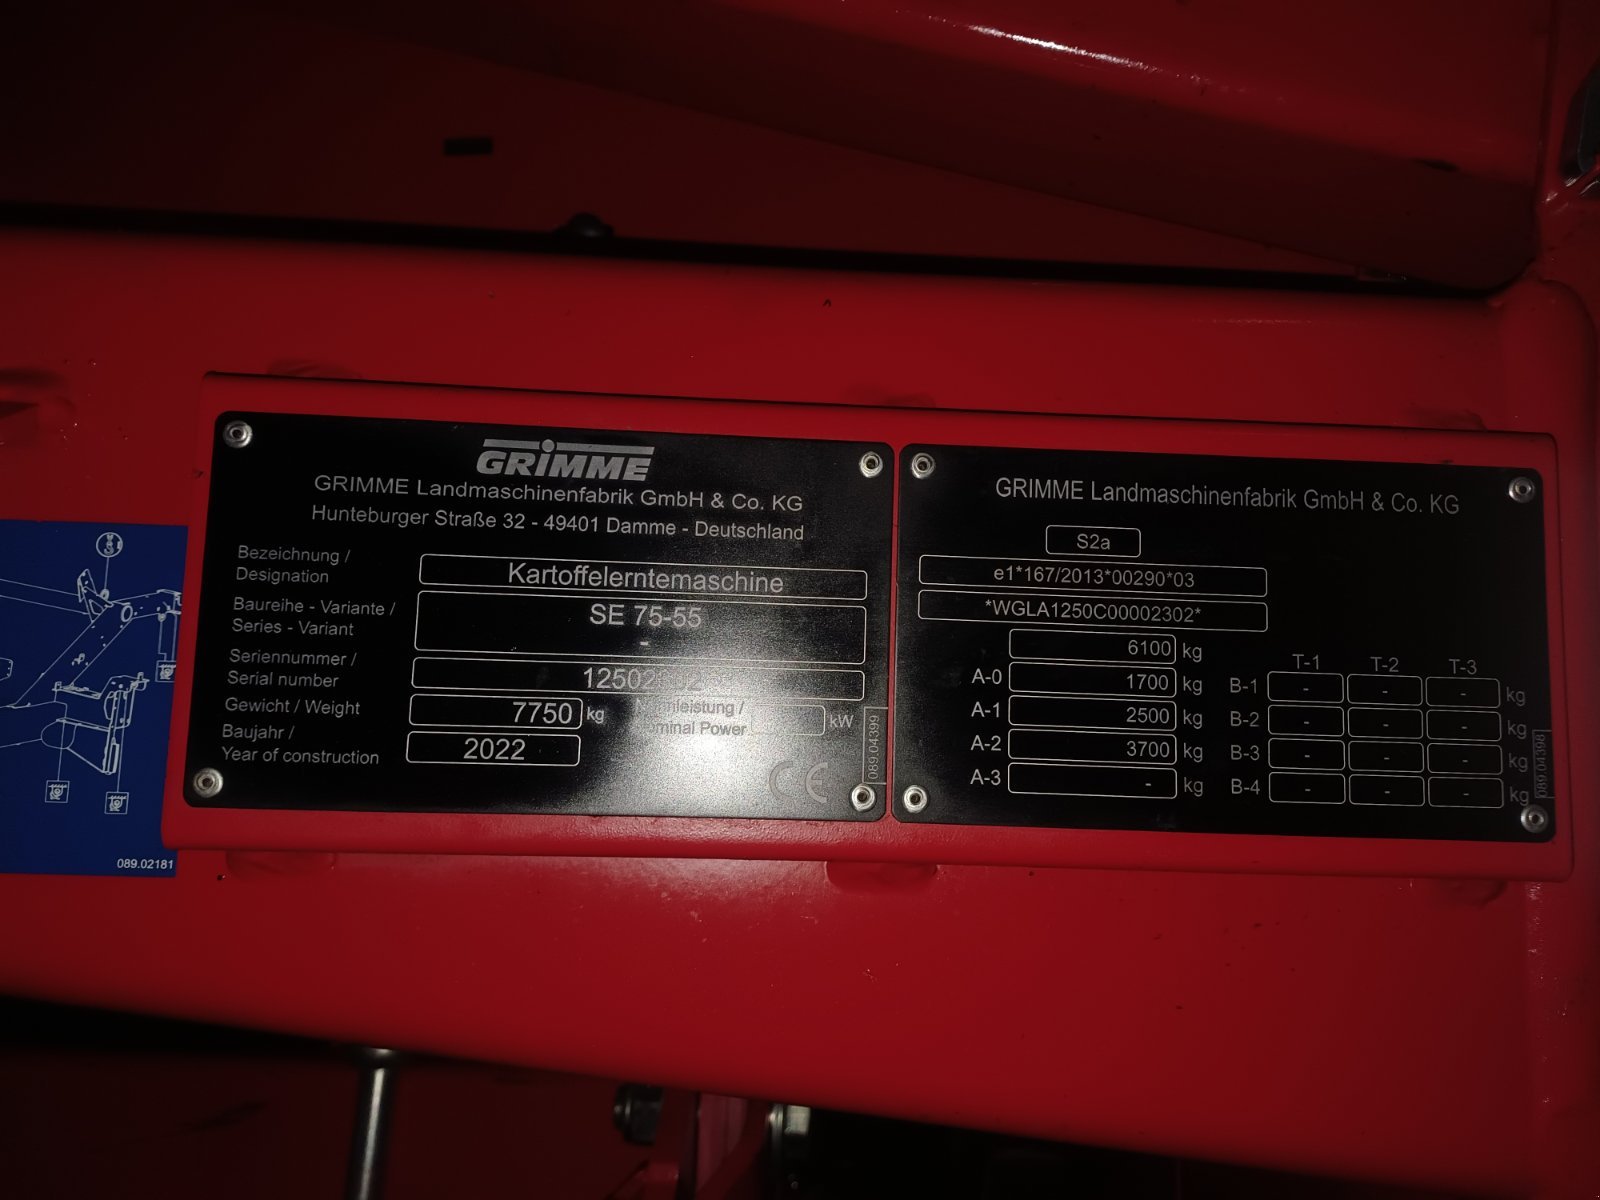 GRIMME
GRIMME Landmaschinenfabrik GmbH & Co. KG
Hunteburger Straße 32 - 49401 Damme - Deutschland
Bezeichnung /
Designation
Kartoffelerntemaschine
Baureihe - Variante /
Series - Variant
SE 75-55
-
Seriennummer /
Serial number
Gewicht / Weight
7750 kg
kW
Power
Baujahr /
Year of construction
2022
CE
089.04399
GRIMME Landmaschinenfabrik GmbH & Co. KG
S2a
e1*167/2013*00290*03
*WGLA1250C00002302*
6100 kg
A-0 1700 kg
A-1 2500 kg
A-2 3700 kg
A-3 - kg
T-1 T-2 T-3
B-1 - - - kg
B-2 - - - kg
B-3 - - - kg
B-4 - - - kg
089.04398
089.02181